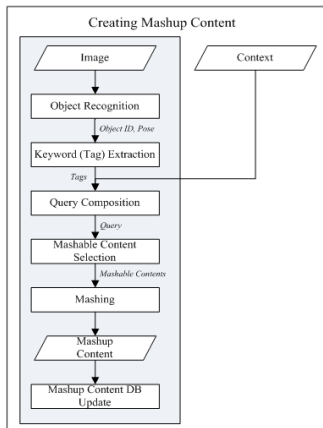 Creating Mashup Content
Image
Context
Object Recognition
Object ID, Pose
Keyword (Tag) Extraction
Tags
Query Composition
Query
Mashable Content
Selection
Mashable Contents
Mashing
Mashup
Content
Mashup Content DB
Update